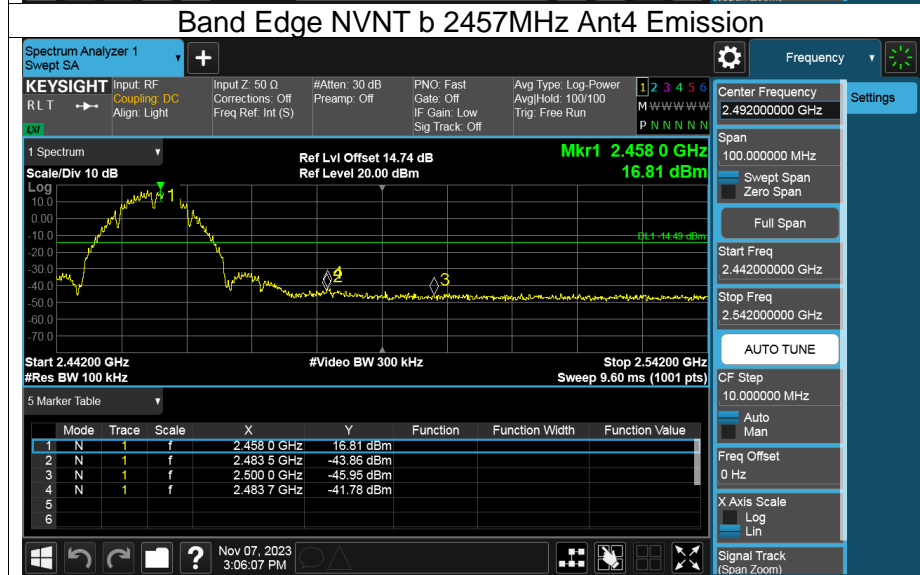 Band Edge NVNT b 2457MHz Ant4 Emission
Spectrum Analyzer 1
Swept SA
+
Frequency
KEYSIGHT
RLT
LXI
Input: RF
Coupling: DC
Align: Light
Input Z: 50 Ω
Corrections: Off
Freq Ref: Int (S)
#Atten: 30 dB
Preamp: Off
PNO: Fast
Gate: Off
IF Gain: Low
Sig Track: Off
Avg Type: Log-Power
Avg|Hold: 100/100
Trig: Free Run
1 2 3 4 5 6
M W W W W W
P N N N N N
1 Spectrum
Scale/Div 10 dB
Ref Lvl Offset 14.74 dB
Ref Level 20.00 dBm
Mkr1 2.458 0 GHz
16.81 dBm
Log
10.0
0.00
-10.0
-20.0
-30.0
-40.0
-50.0
-60.0
-70.0
1
DL1 -14.49 dBm
3
Start 2.44200 GHz
#Res BW 100 kHz
#Video BW 300 kHz
Stop 2.54200 GHz
Sweep 9.60 ms (1001 pts)
5 Marker Table
Mode Trace Scale X Y Function Function Width Function Value
1 N 1 f 2.458 0 GHz 16.81 dBm
2 N 1 f 2.483 5 GHz -43.86 dBm
3 N 1 f 2.500 0 GHz -45.95 dBm
4 N 1 f 2.483 7 GHz -41.78 dBm
5
6
?
Nov 07, 2023
3:06:07 PM
Center Frequency
2.492000000 GHz
Settings
Span
100.000000 MHz
Swept Span
Zero Span
Full Span
Start Freq
2.442000000 GHz
Stop Freq
2.542000000 GHz
AUTO TUNE
CF Step
10.000000 MHz
Auto
Man
Freq Offset
0 Hz
X Axis Scale
Log
Lin
Signal Track
(Span Zoom)